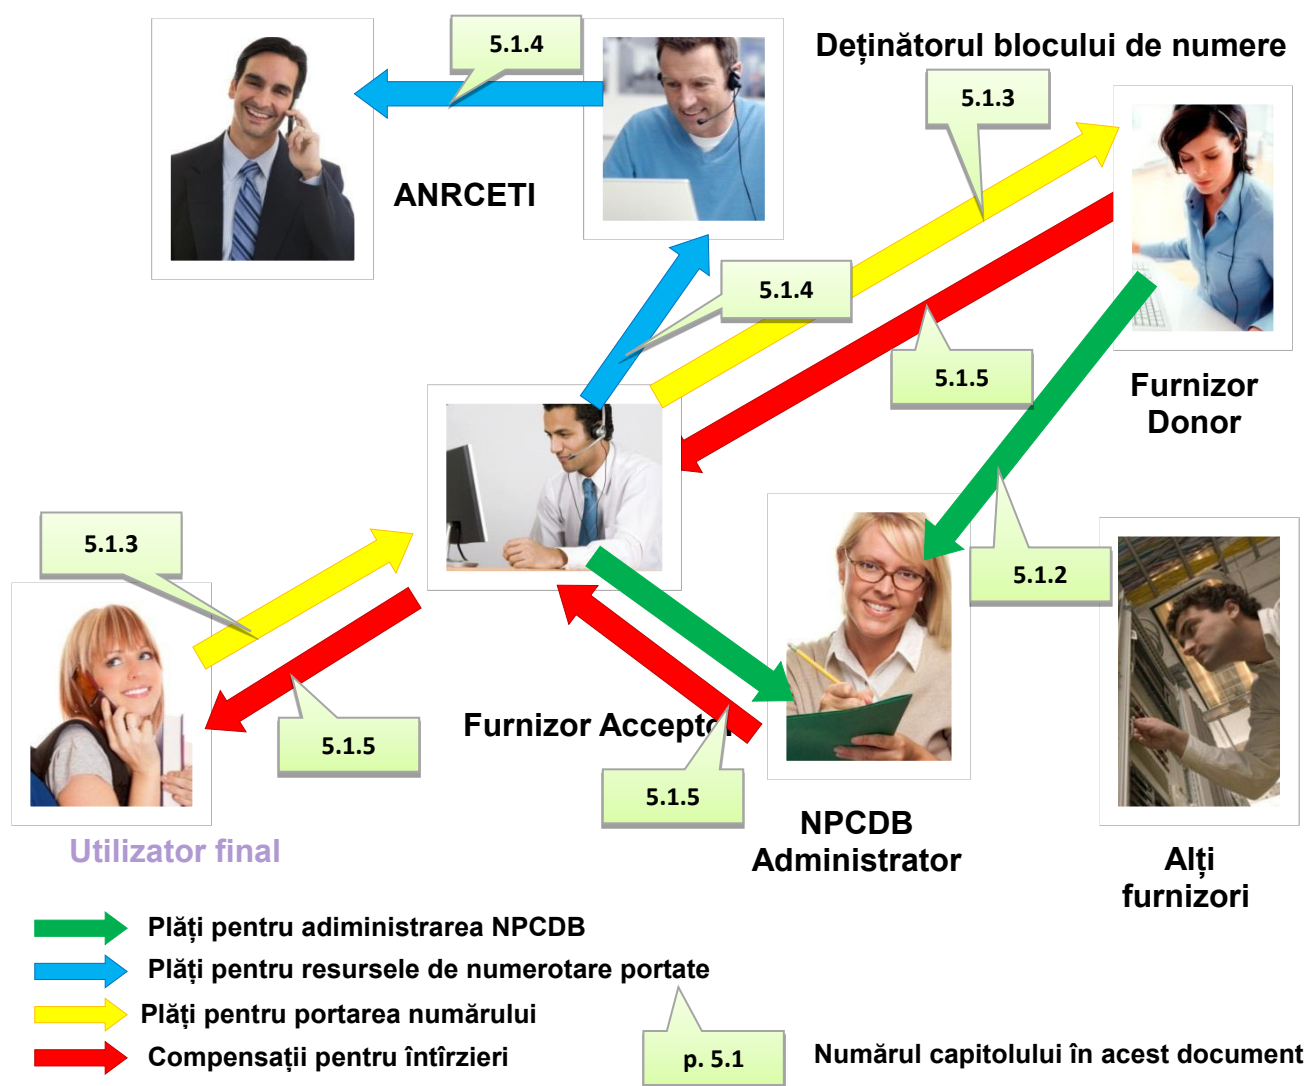 5.1.4
Deținătorul blocului de numere
5.1.3
ANRCETI
5.1.4
5.1.5
Furnizor
Donor
5.1.3
5.1.2
Furnizor Acceptor
5.1.5
5.1.5
NPCDB
Administrator
Utilizator final
Alți
furnizori
Plăți pentru adiministrarea NPCDB
Plăți pentru resursele de numerotare portate
Plăți pentru portarea numărului
Compensații pentru întîrzieri
p. 5.1
Numărul capitolului în acest document